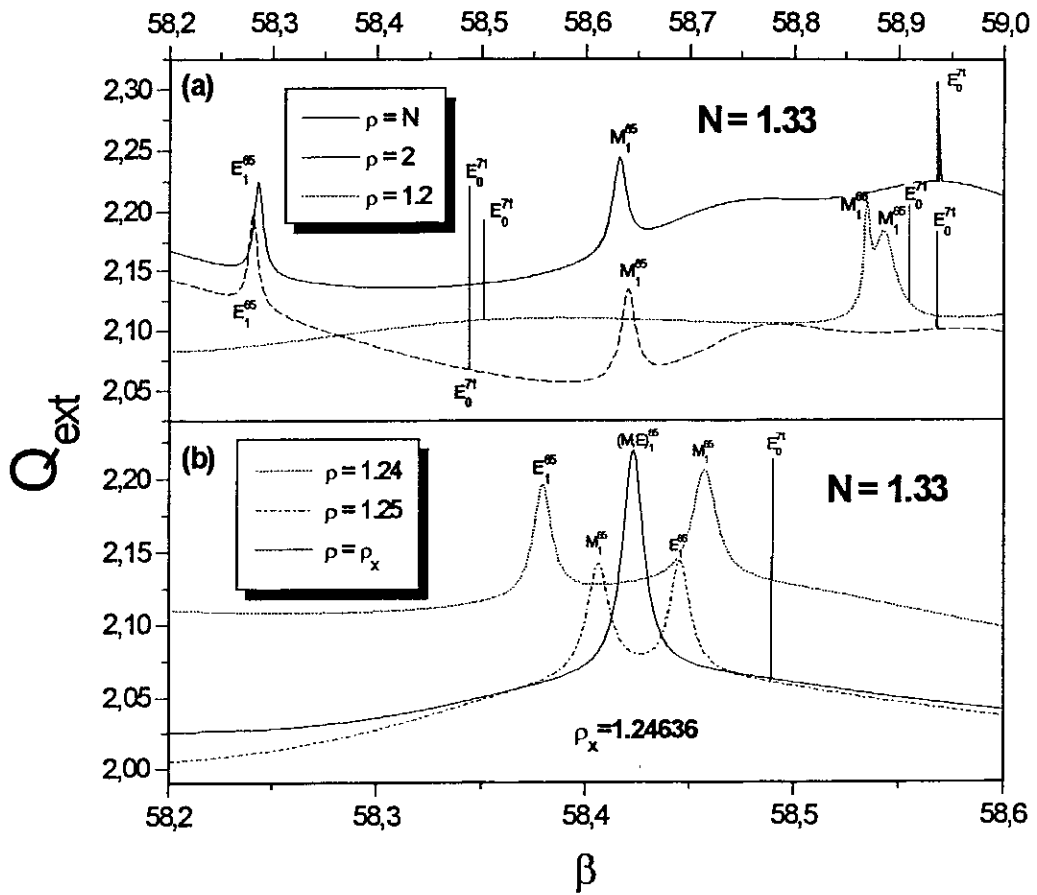 58,2 58,3 58,4 58,5 58,6 58,7 58,8 58,9 59,0
(a)
ρ = N
ρ = 2
ρ = 1.2
N = 1.33
2,30
2,25
2,20
2,15
2,10
2,05
E₁⁶⁵
E₁⁶⁵
E₀⁷¹
E₀⁷¹
E₀⁷¹
M₁⁶⁵
M₁⁶⁵
M₁⁶⁵
M₁⁶⁵
E₀⁷¹
E₀⁷¹
E₀⁷¹
Q_ext
(b)
ρ = 1.24
ρ = 1.25
ρ = ρₓ
N = 1.33
2,20
2,15
2,10
2,05
2,00
E₁⁶⁵
M₁⁶⁵
(M,E)₁⁶⁵
E₁⁶⁵
M₁⁶⁵
E₀⁷¹
ρₓ=1.24636
58,2 58,3 58,4 58,5 58,6
β